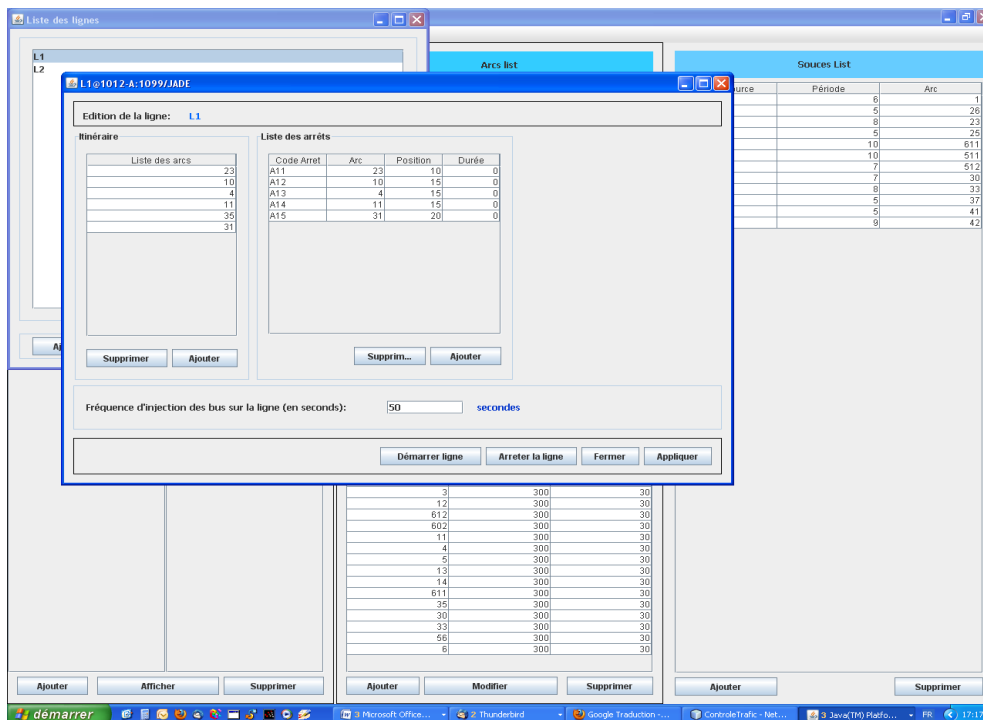 Liste des lignes
L1
L2
Arcs list
Souces List
urce Période Arc
6 1
5 26
8 23
5 25
10 611
10 511
7 512
7 30
8 33
5 37
5 41
9 42
L1@1012-A:1099/JADE
Edition de la ligne: L1
Itinéraire
Liste des arcs
23
10
4
11
35
31
Supprimer Ajouter
Liste des arrêts
Code Arret Arc Position Durée
A11 23 10 0
A12 10 15 0
A13 4 15 0
A14 11 15 0
A15 31 20 0
Supprim... Ajouter
Fréquence d'injection des bus sur la ligne (en seconds): 50 secondes
Démarrer ligne Arreter la ligne Fermer Appliquer
3 300 30
12 300 30
612 300 30
602 300 30
11 300 30
4 300 30
5 300 30
13 300 30
14 300 30
611 300 30
35 300 30
30 300 30
33 300 30
56 300 30
6 300 30
Ajouter Afficher Supprimer Ajouter Modifier Supprimer Ajouter Supprimer
démarrer 3 Microsoft Office... 2 Thunderbird Google Traduction -... ControleTrafic - Net... 3 Java(TM) Platfo... FR 17:17